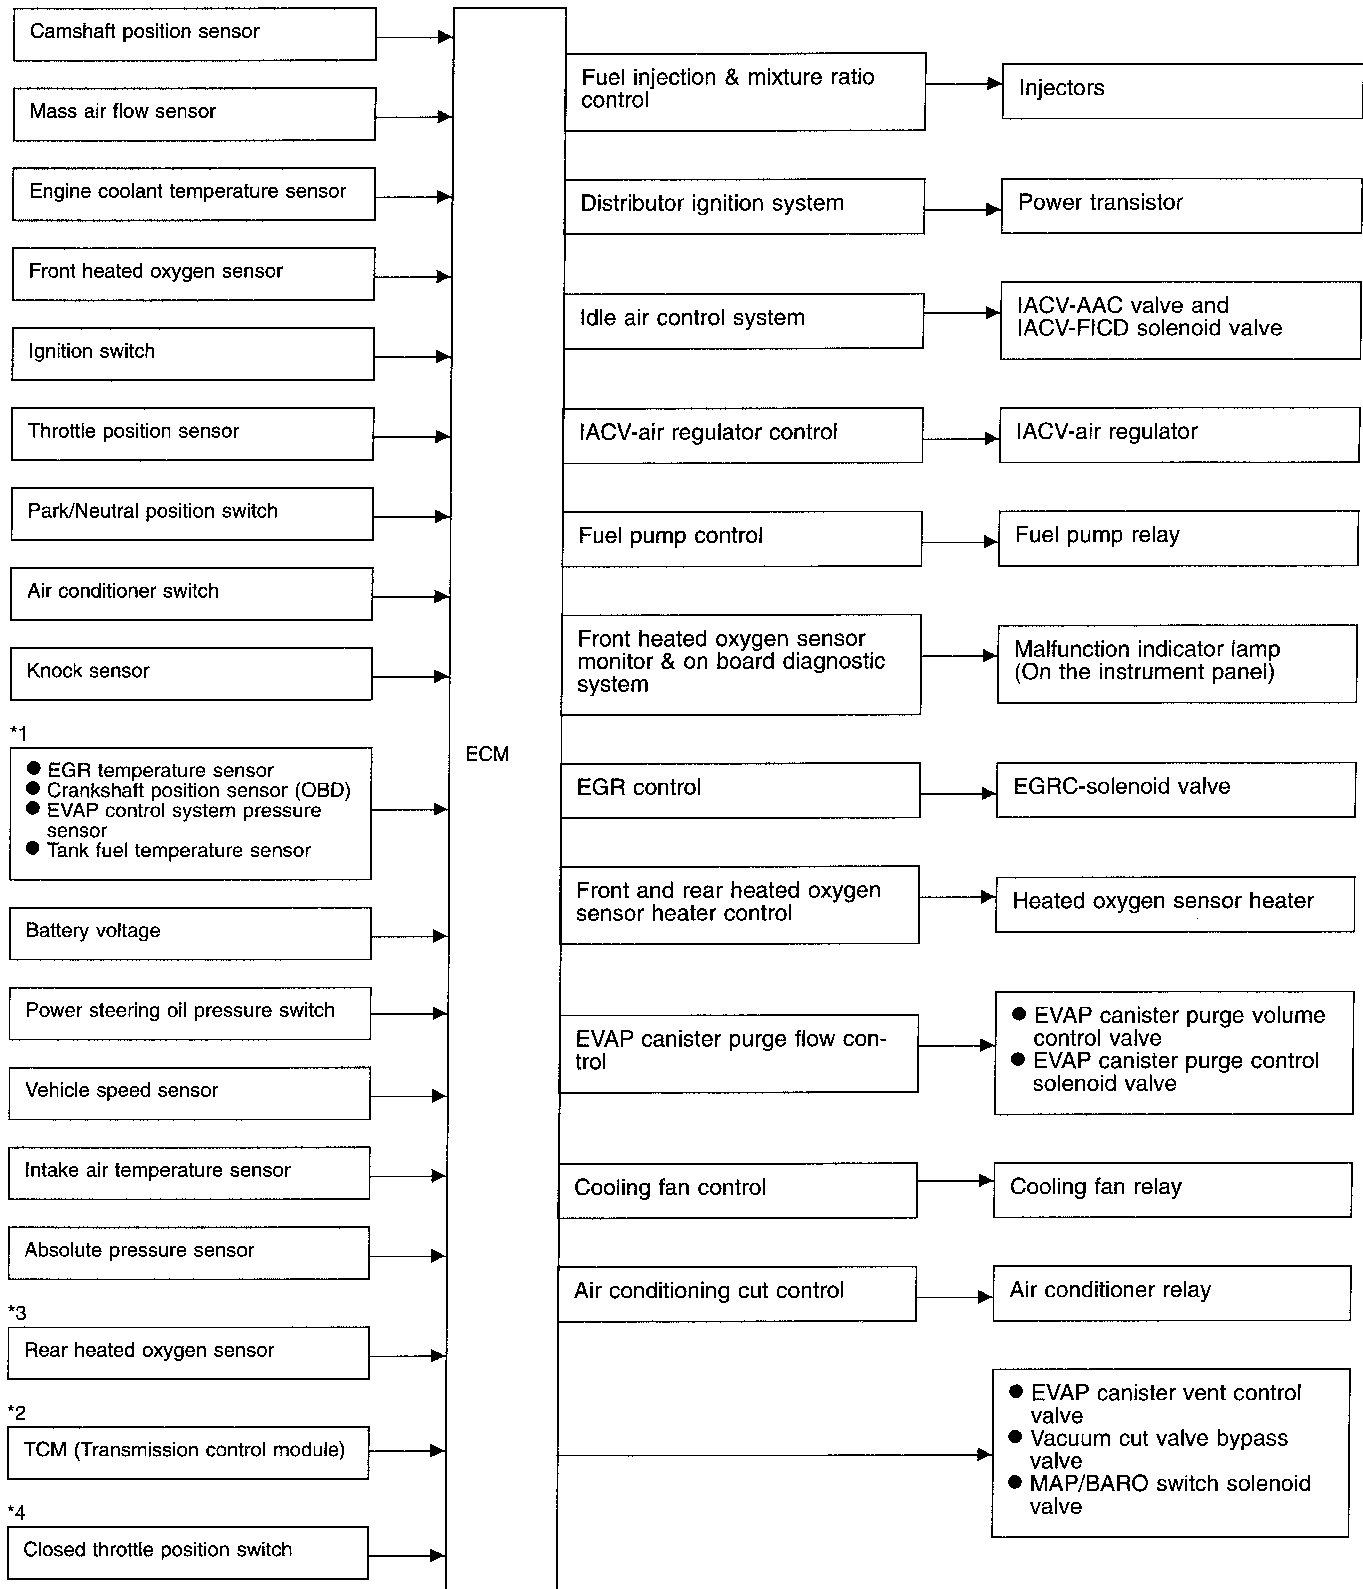 Camshaft position sensor
Mass air flow sensor
Engine coolant temperature sensor
Front heated oxygen sensor
Ignition switch
Throttle position sensor
Park/Neutral position switch
Air conditioner switch
Knock sensor
*1
● EGR temperature sensor
● Crankshaft position sensor (OBD)
● EVAP control system pressure
sensor
● Tank fuel temperature sensor
Battery voltage
Power steering oil pressure switch
Vehicle speed sensor
Intake air temperature sensor
Absolute pressure sensor
*3
Rear heated oxygen sensor
*2
TCM (Transmission control module)
*4
Closed throttle position switch
ECM
Fuel injection & mixture ratio
control
Injectors
Distributor ignition system
Power transistor
Idle air control system
IACV-AAC valve and
IACV-FICD solenoid valve
IACV-air regulator control
IACV-air regulator
Fuel pump control
Fuel pump relay
Front heated oxygen sensor
monitor & on board diagnostic
system
Malfunction indicator lamp
(On the instrument panel)
EGR control
EGRC-solenoid valve
Front and rear heated oxygen
sensor heater control
Heated oxygen sensor heater
EVAP canister purge flow con-
trol
● EVAP canister purge volume
control valve
● EVAP canister purge control
solenoid valve
Cooling fan control
Cooling fan relay
Air conditioning cut control
Air conditioner relay
● EVAP canister vent control
valve
● Vacuum cut valve bypass
valve
● MAP/BARO switch solenoid
valve